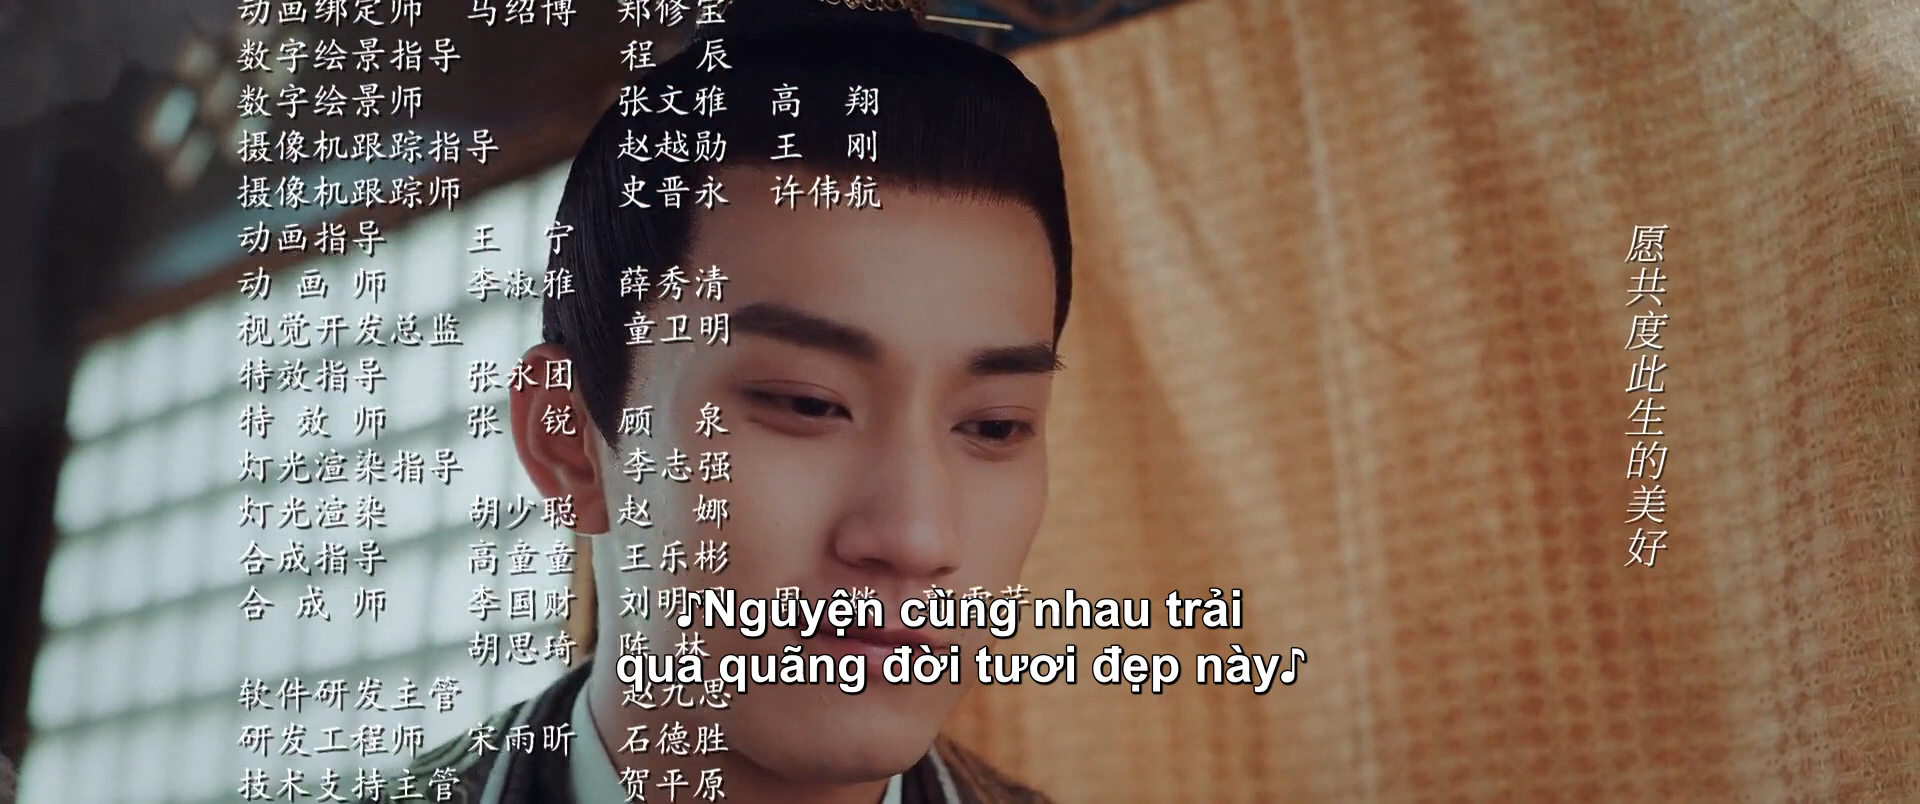 动画绑定师 马绍博 郑修宝
数字绘景指导 程辰
数字绘景师 张文雅 高翔
摄像机跟踪指导 赵越勋 王刚
摄像机跟踪师 史晋永 许伟航
动画指导 王宁
动画师 李淑雅 薛秀清
视觉开发总监 童卫明
特效指导 张永团
特效师 张锐 顾泉
灯光渲染指导 李志强
灯光渲染 胡少聪 赵娜
合成指导 高童童 王乐彬
合成师 李国财 刘明
胡思琦 陈林
软件研发主管 赵九思
研发工程师 宋雨昕 石德胜
技术支持主管 贺平原
愿共度此生的美好
♪Nguyện cùng nhau trải
qua quãng đời tươi đẹp này♪